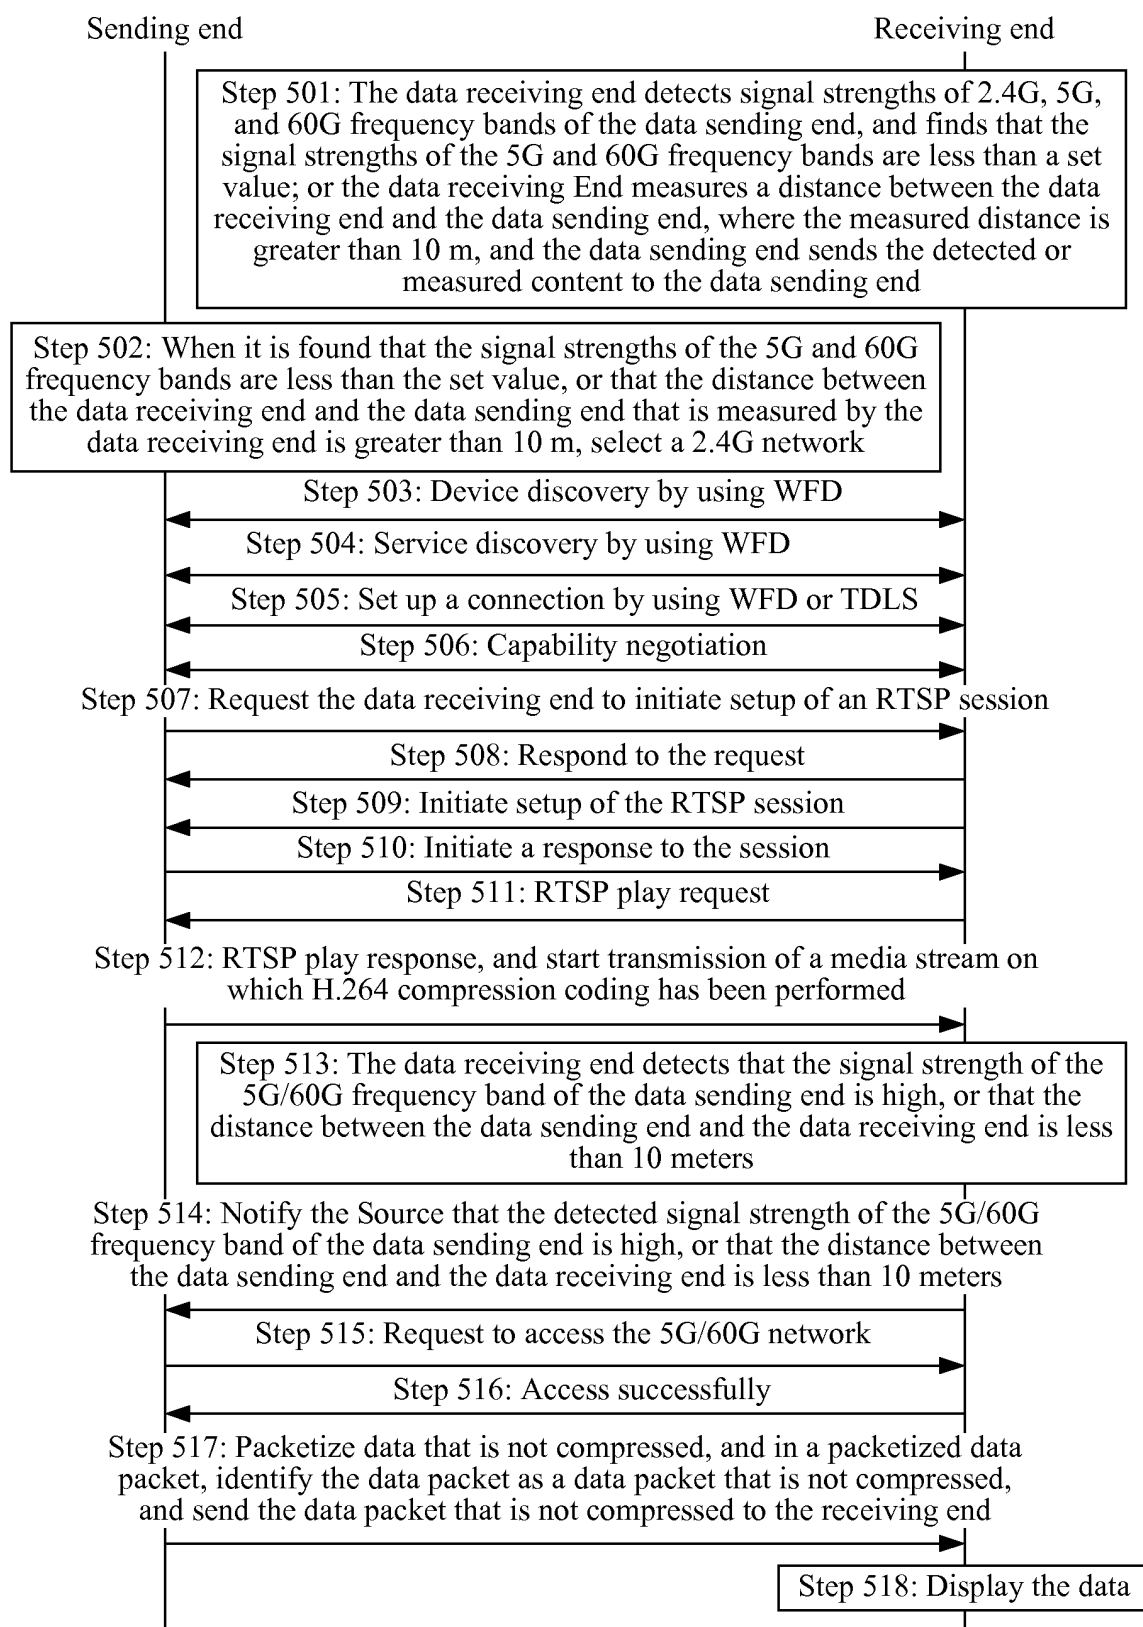 Sending end
Receiving end
Step 501: The data receiving end detects signal strengths of 2.4G, 5G,
and 60G frequency bands of the data sending end, and finds that the
signal strengths of the 5G and 60G frequency bands are less than a set
value; or the data receiving End measures a distance between the data
receiving end and the data sending end, where the measured distance is
greater than 10 m, and the data sending end sends the detected or
measured content to the data sending end
Step 502: When it is found that the signal strengths of the 5G and 60G
frequency bands are less than the set value, or that the distance between
the data receiving end and the data sending end that is measured by the
data receiving end is greater than 10 m, select a 2.4G network
Step 503: Device discovery by using WFD
Step 504: Service discovery by using WFD
Step 505: Set up a connection by using WFD or TDLS
Step 506: Capability negotiation
Step 507: Request the data receiving end to initiate setup of an RTSP session
Step 508: Respond to the request
Step 509: Initiate setup of the RTSP session
Step 510: Initiate a response to the session
Step 511: RTSP play request
Step 512: RTSP play response, and start transmission of a media stream on
which H.264 compression coding has been performed
Step 513: The data receiving end detects that the signal strength of the
5G/60G frequency band of the data sending end is high, or that the
distance between the data sending end and the data receiving end is less
than 10 meters
Step 514: Notify the Source that the detected signal strength of the 5G/60G
frequency band of the data sending end is high, or that the distance between
the data sending end and the data receiving end is less than 10 meters
Step 515: Request to access the 5G/60G network
Step 516: Access successfully
Step 517: Packetize data that is not compressed, and in a packetized data
packet, identify the data packet as a data packet that is not compressed,
and send the data packet that is not compressed to the receiving end
Step 518: Display the data